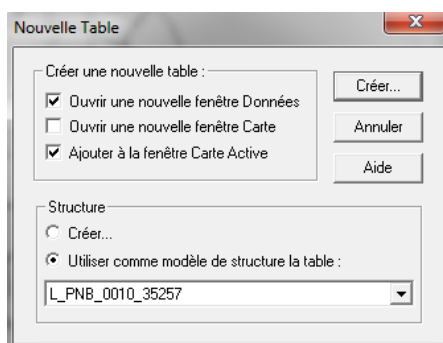 Nouvelle Table
Créer une nouvelle table :
Ouvrir une nouvelle fenêtre Données
Ouvrir une nouvelle fenêtre Carte
Ajouter à la fenêtre Carte Active
Créer...
Annuler
Aide
Structure
Créer...
Utiliser comme modèle de structure la table :
L_PNB_0010_35257